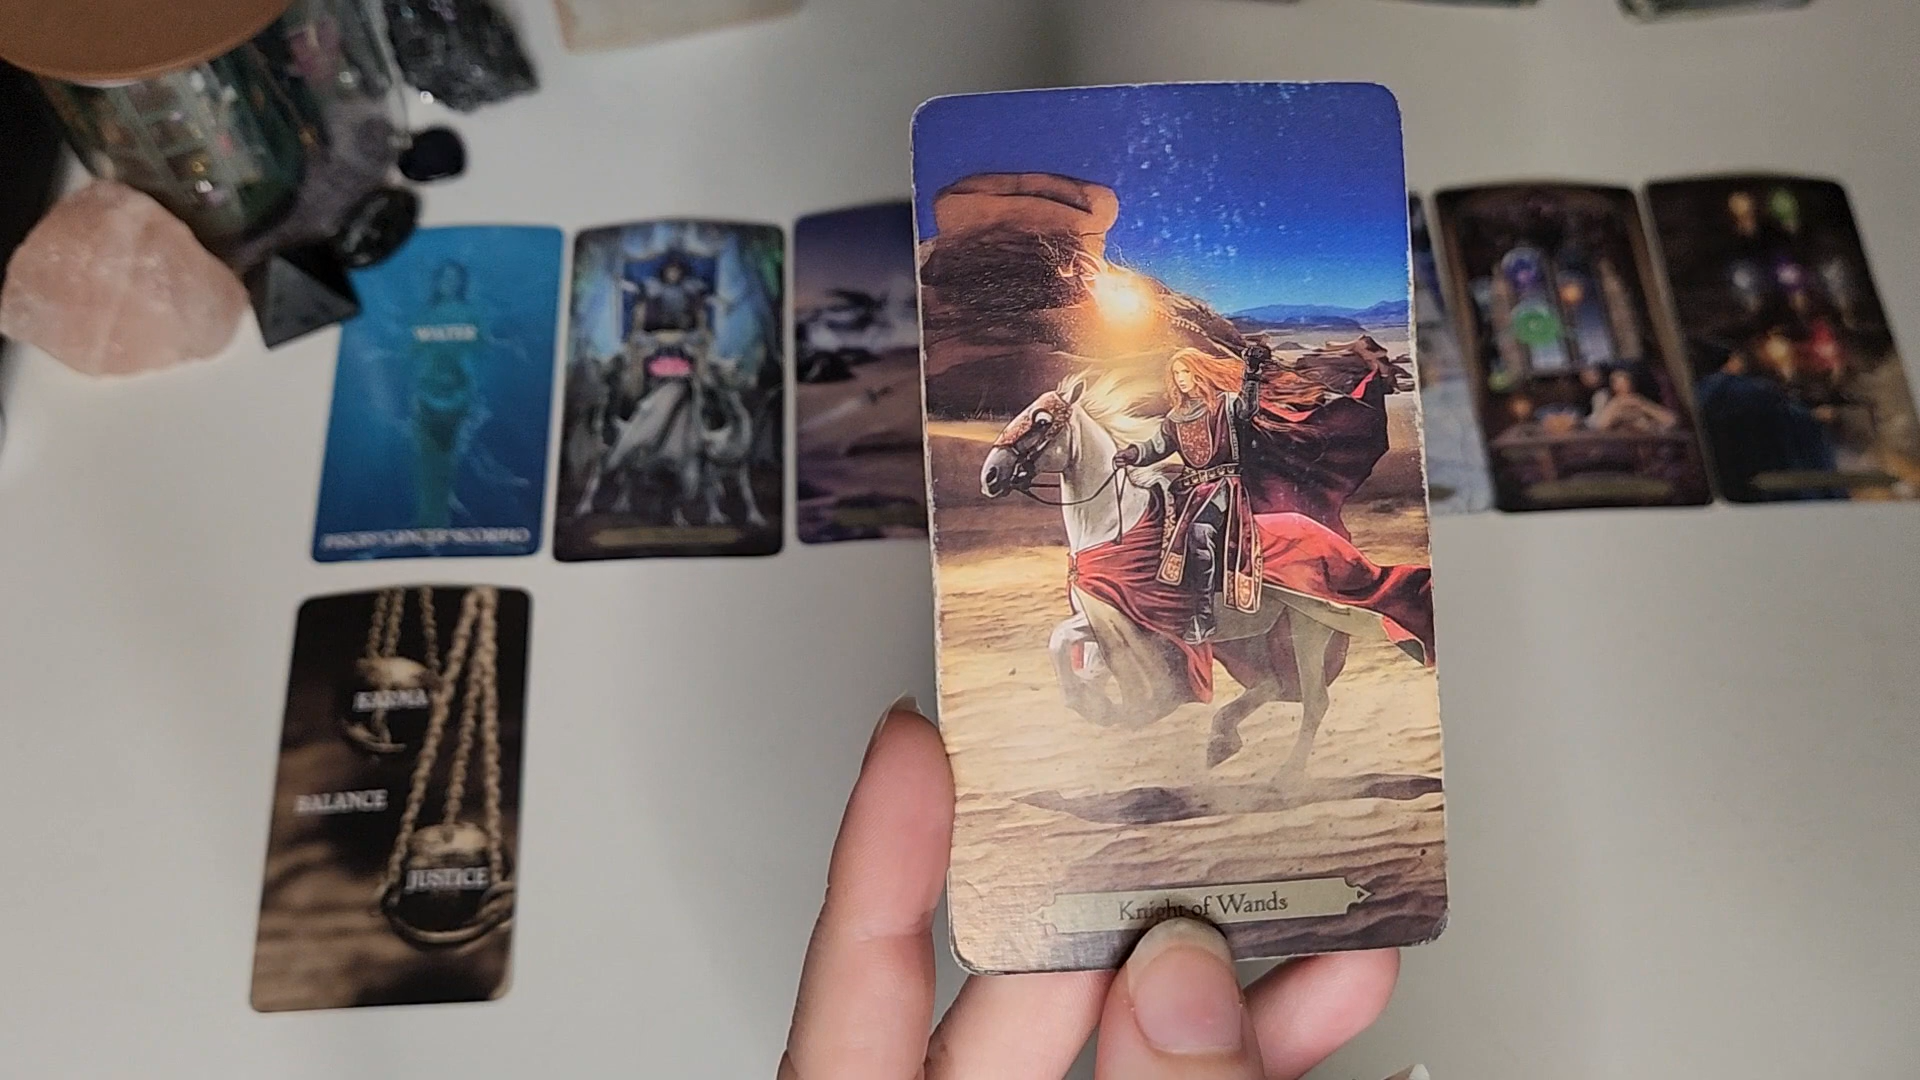 WATER
PISCES CANCER SCORPIO
KARMA
BALANCE
JUSTICE
Knight of Wands